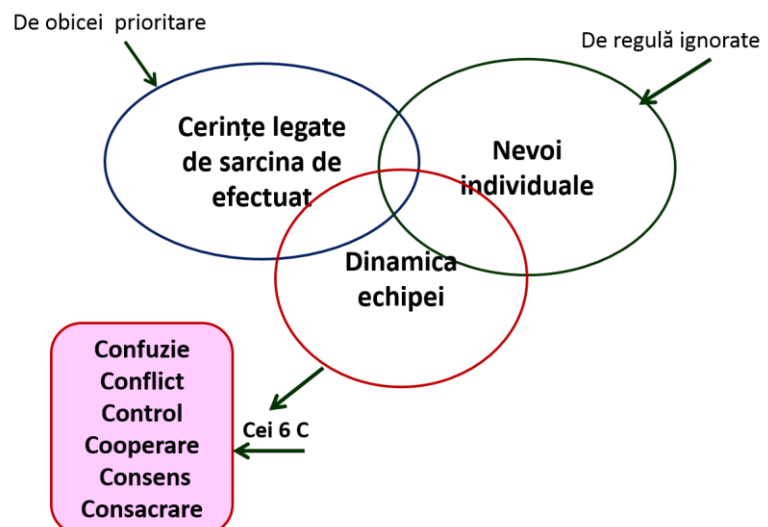 De obicei prioritare
De regulă ignorate
Cerințe legate
de sarcina de
efectuat
Nevoi
individuale
Dinamica
echipei
Confuzie
Conflict
Control
Cooperare
Consens
Consacrare
Cei 6 C